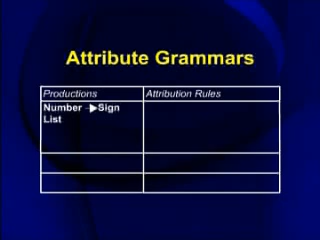 Attribute Grammars
Productions Attribution Rules
Number → Sign
List